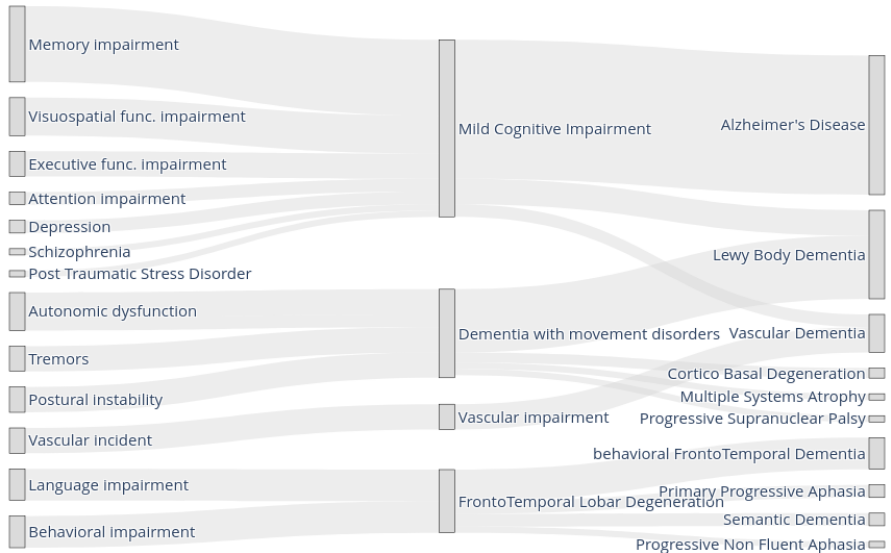 Memory impairment
Visuospatial func. impairment
Executive func. impairment
Attention impairment
Depression
Schizophrenia
Post Traumatic Stress Disorder
Autonomic dysfunction
Tremors
Postural instability
Vascular incident
Language impairment
Behavioral impairment
Mild Cognitive Impairment
Dementia with movement disorders
Vascular impairment
FrontoTemporal Lobar Degeneration
Alzheimer's Disease
Lewy Body Dementia
Vascular Dementia
Cortico Basal Degeneration
Multiple Systems Atrophy
Progressive Supranuclear Palsy
behavioral FrontoTemporal Dementia
Primary Progressive Aphasia
Semantic Dementia
Progressive Non Fluent Aphasia